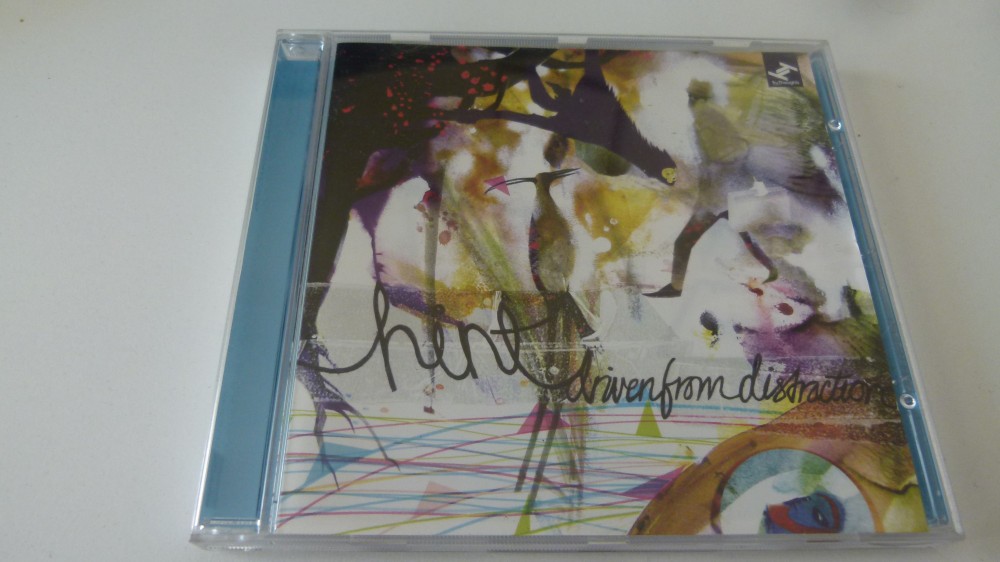 hint
driven from distraction